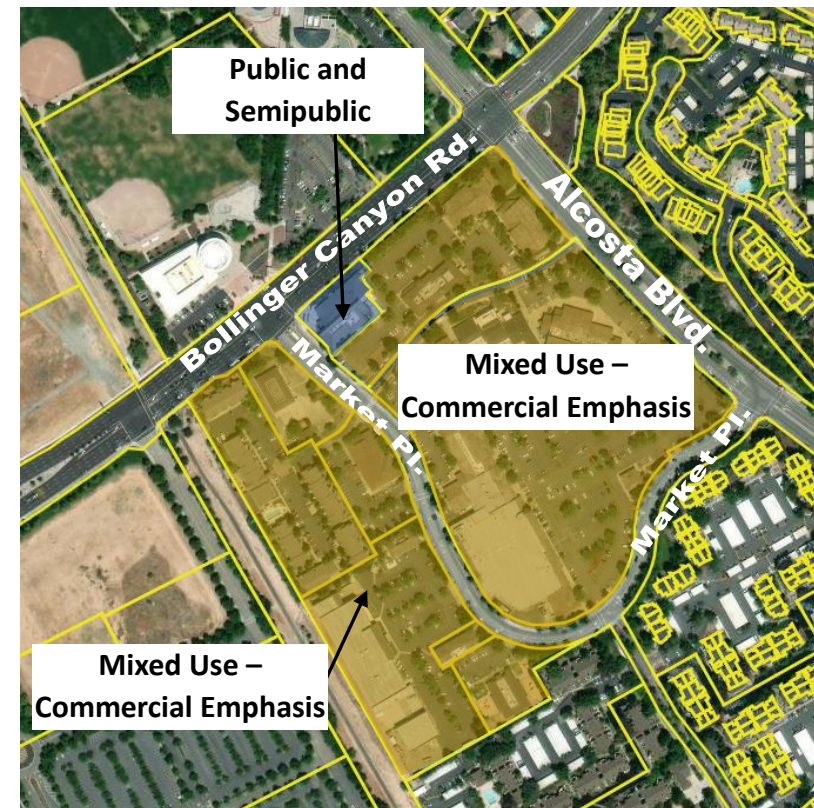 Public and
Semipublic
Bollinger Canyon Rd.
Alcosta Blvd.
Market Pl.
Mixed Use –
Commercial Emphasis
Market Pl.
Mixed Use –
Commercial Emphasis